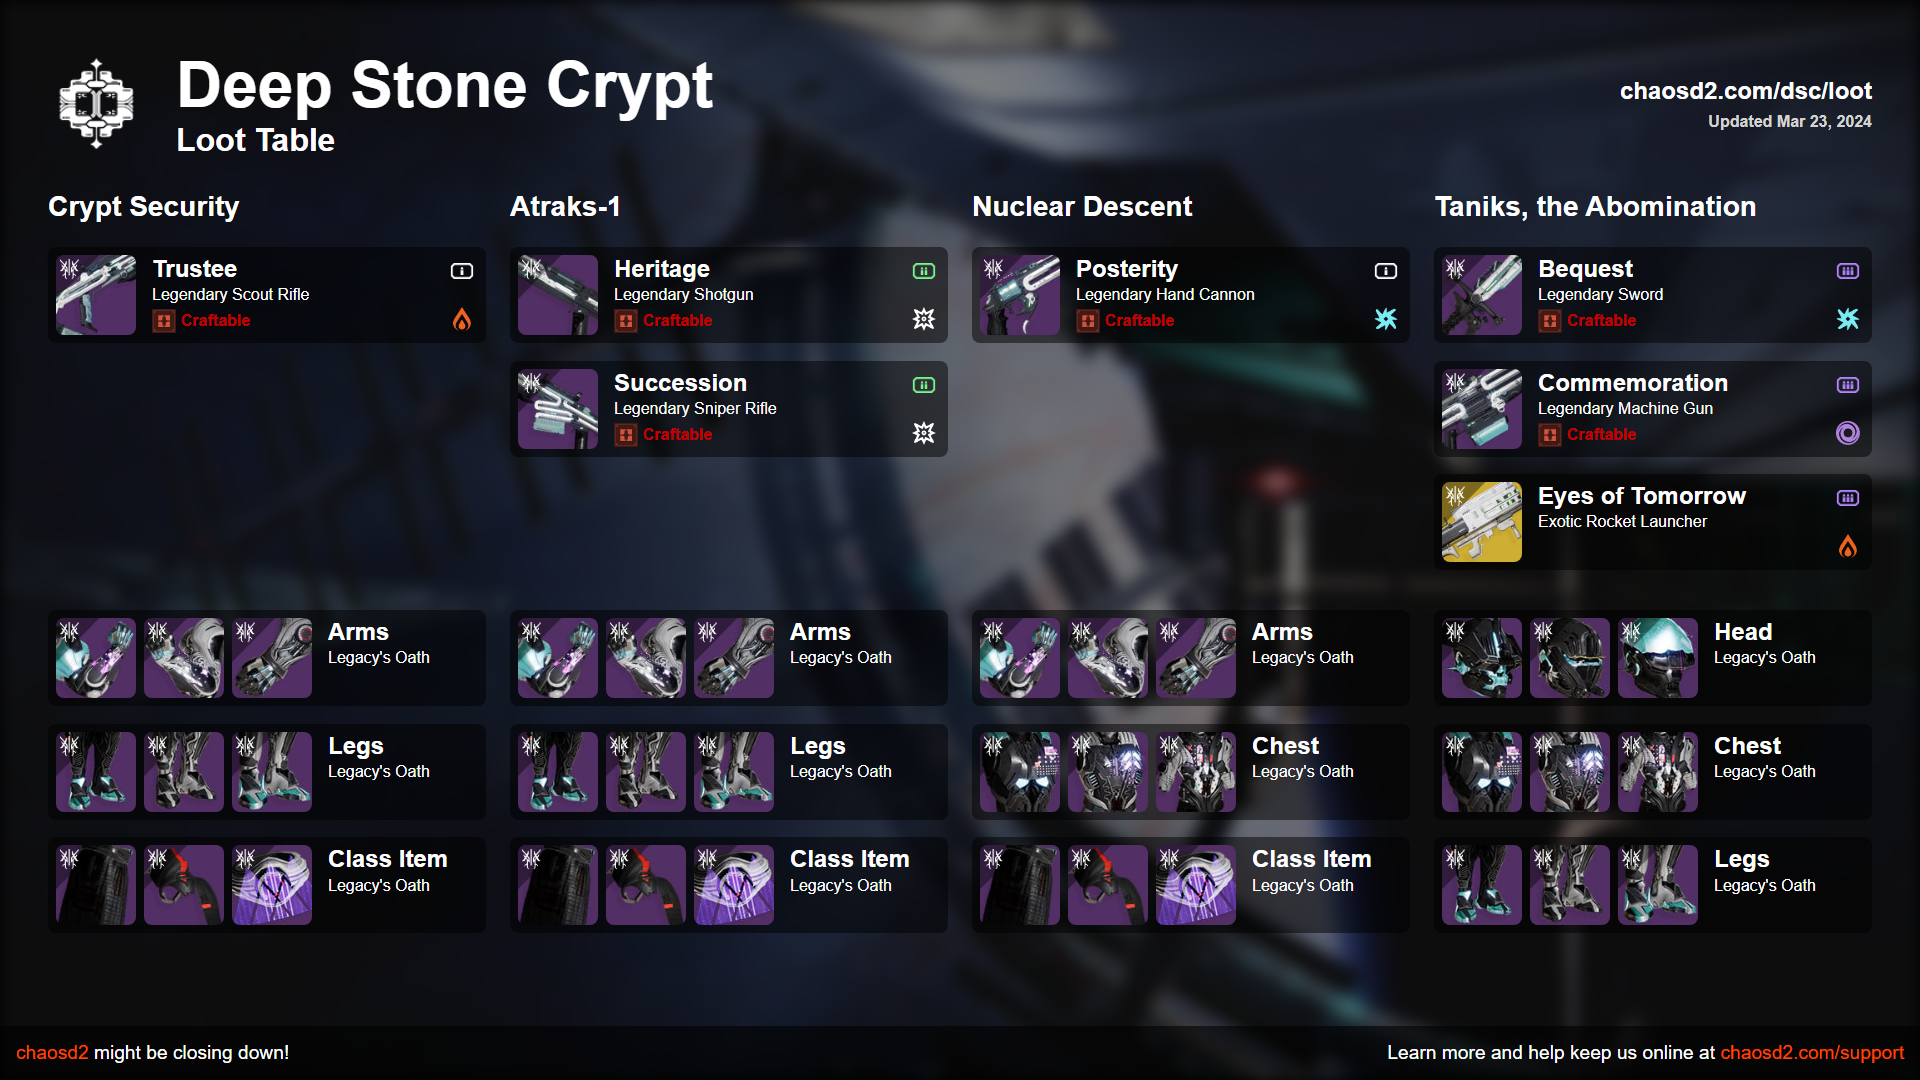 Deep Stone Crypt
Loot Table
chaosd2.com/dsc/loot
Updated Mar 23, 2024
Crypt Security
Trustee
Legendary Scout Rifle
Craftable
Arms
Legacy's Oath
Legs
Legacy's Oath
Class Item
Legacy's Oath
Atraks-1
Heritage
Legendary Shotgun
Craftable
Succession
Legendary Sniper Rifle
Craftable
Arms
Legacy's Oath
Legs
Legacy's Oath
Class Item
Legacy's Oath
Nuclear Descent
Posterity
Legendary Hand Cannon
Craftable
Arms
Legacy's Oath
Chest
Legacy's Oath
Class Item
Legacy's Oath
Taniks, the Abomination
Bequest
Legendary Sword
Craftable
Commemoration
Legendary Machine Gun
Craftable
Eyes of Tomorrow
Exotic Rocket Launcher
Head
Legacy's Oath
Chest
Legacy's Oath
Legs
Legacy's Oath
chaosd2 might be closing down!
Learn more and help keep us online at chaosd2.com/support